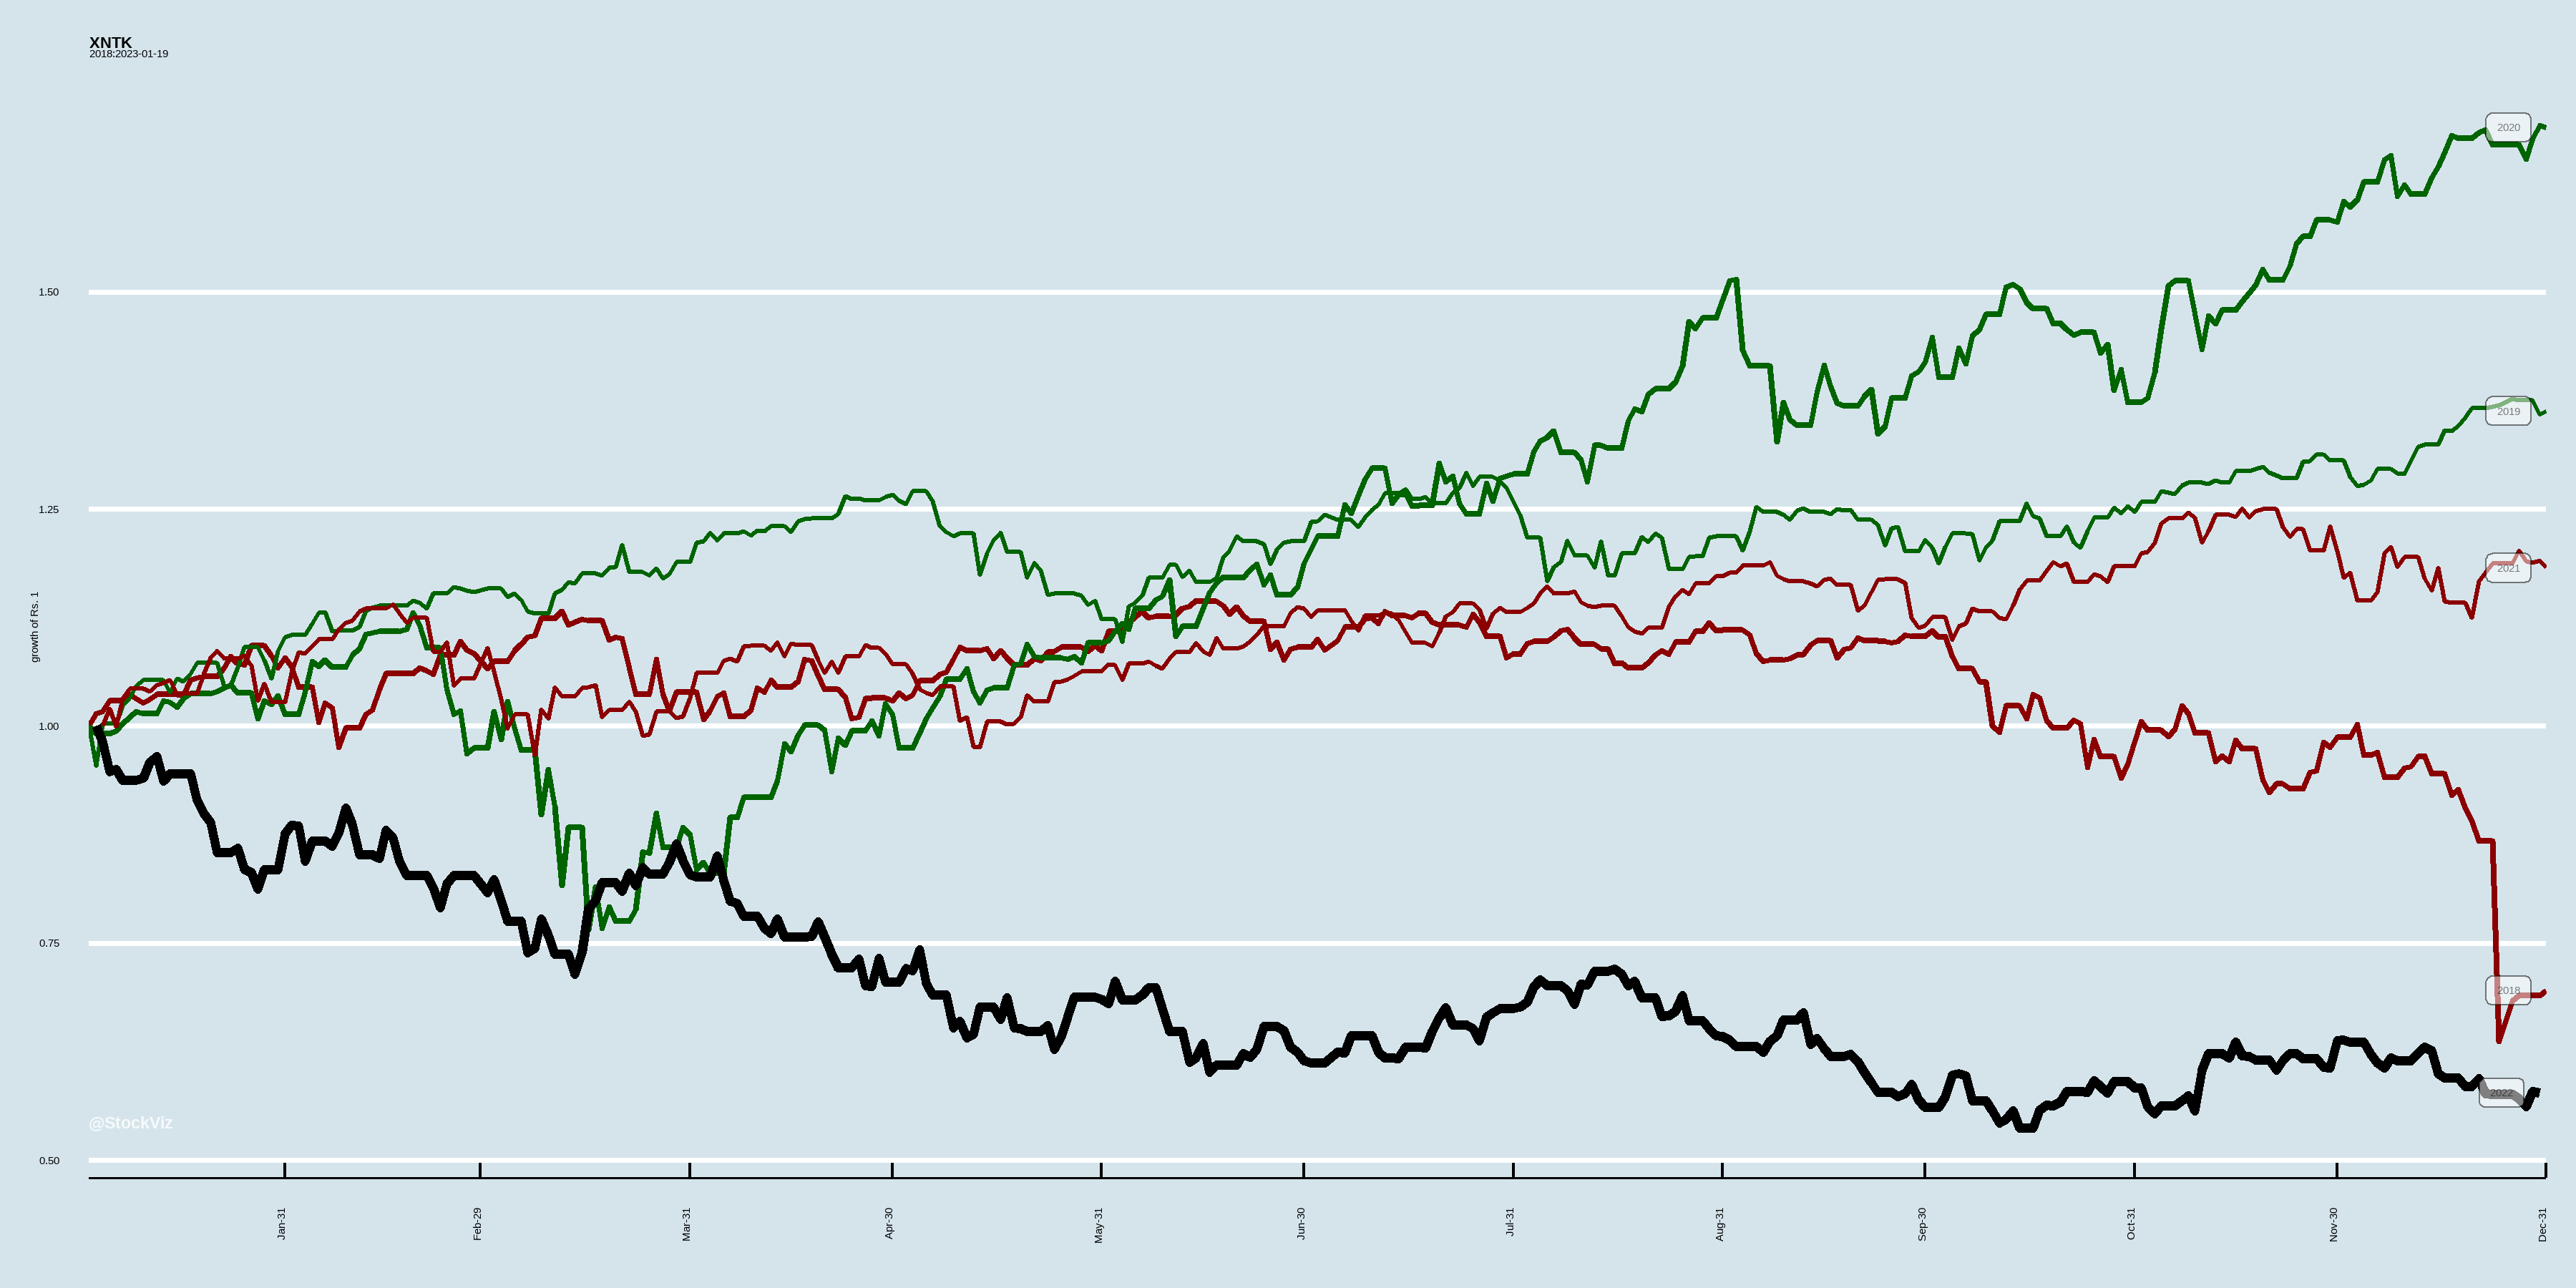 XNTK
2018:2023-01-19
2020
1.50
2019
1.25
2021
growth of Rs. 1
1.00
0.75
2018
2022
@StockViz
0.50
Jan-31
Feb-29
Mar-31
Apr-30
May-31
Jun-30
Jul-31
Aug-31
Sep-30
Oct-31
Nov-30
Dec-31